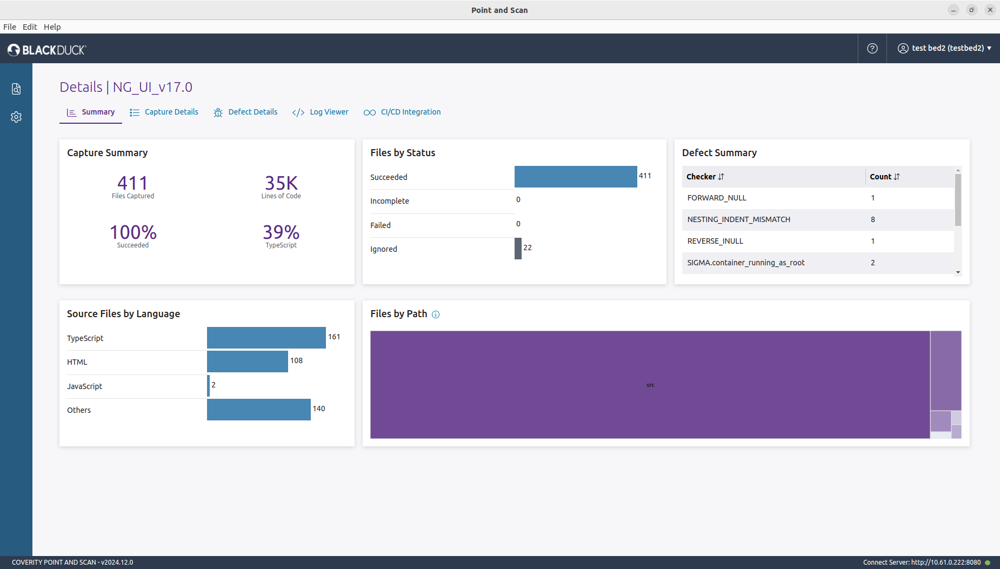 Point and Scan
File Edit Help
BLACKDUCK
test bed2 (testbed2)
Details | NG_UI_v17.0
Summary Capture Details Defect Details Log Viewer CI/CD Integration
Capture Summary
411
Files Captured
35K
Lines of Code
100%
Succeeded
39%
TypeScript
Files by Status
Succeeded 411
Incomplete 0
Failed 0
Ignored 22
Defect Summary
Checker Count
FORWARD_NULL 1
NESTING_INDENT_MISMATCH 8
REVERSE_INULL 1
SIGMA.container_running_as_root 2
Source Files by Language
TypeScript 161
HTML 108
JavaScript 2
Others 140
Files by Path
src
COVERITY POINT AND SCAN - v2024.12.0
Connect Server: http://10.61.0.222:8080